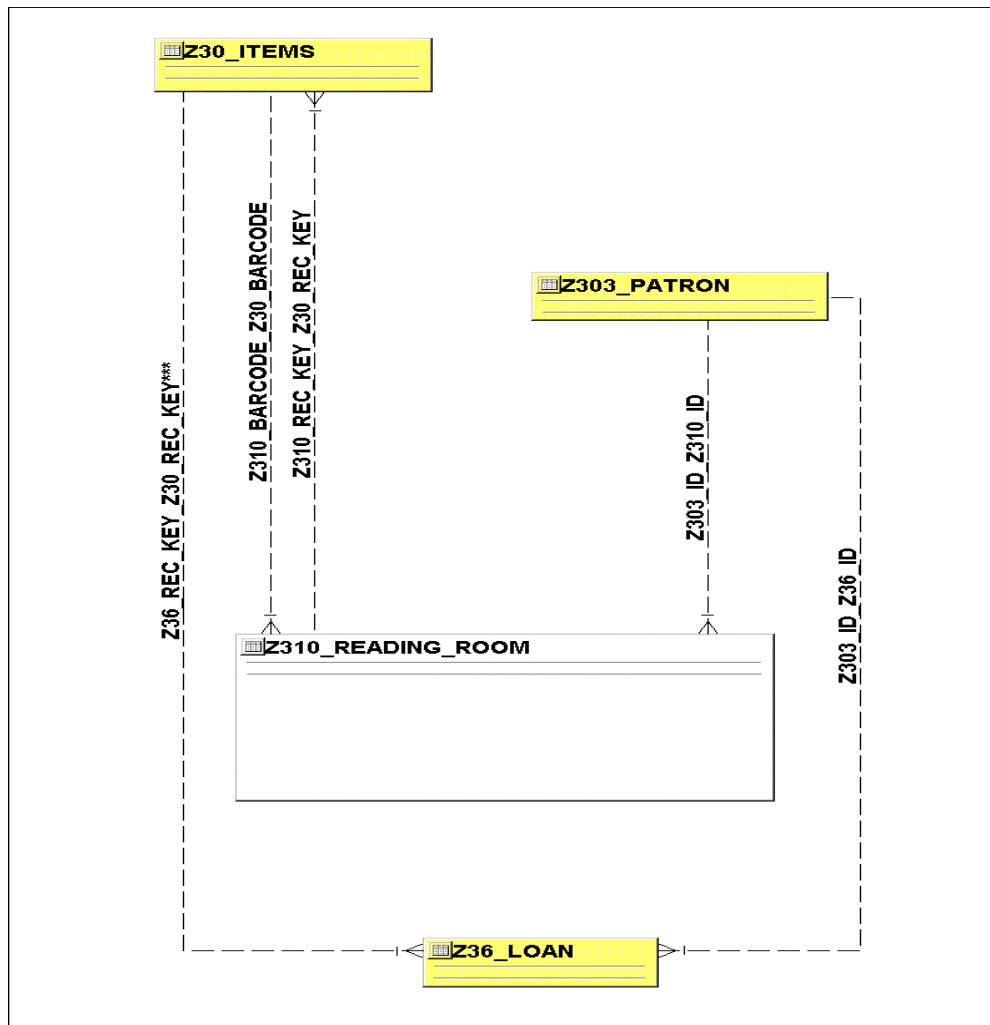 Z30_ITEMS
Z36_REC_KEY_Z30_REC_KEY***
Z310_BARCODE_Z30_BARCODE
Z310_REC_KEY_Z30_REC_KEY
Z303_PATRON
Z303_ID_Z310_ID
Z303_ID_Z36_ID
Z310_READING_ROOM
Z36_LOAN